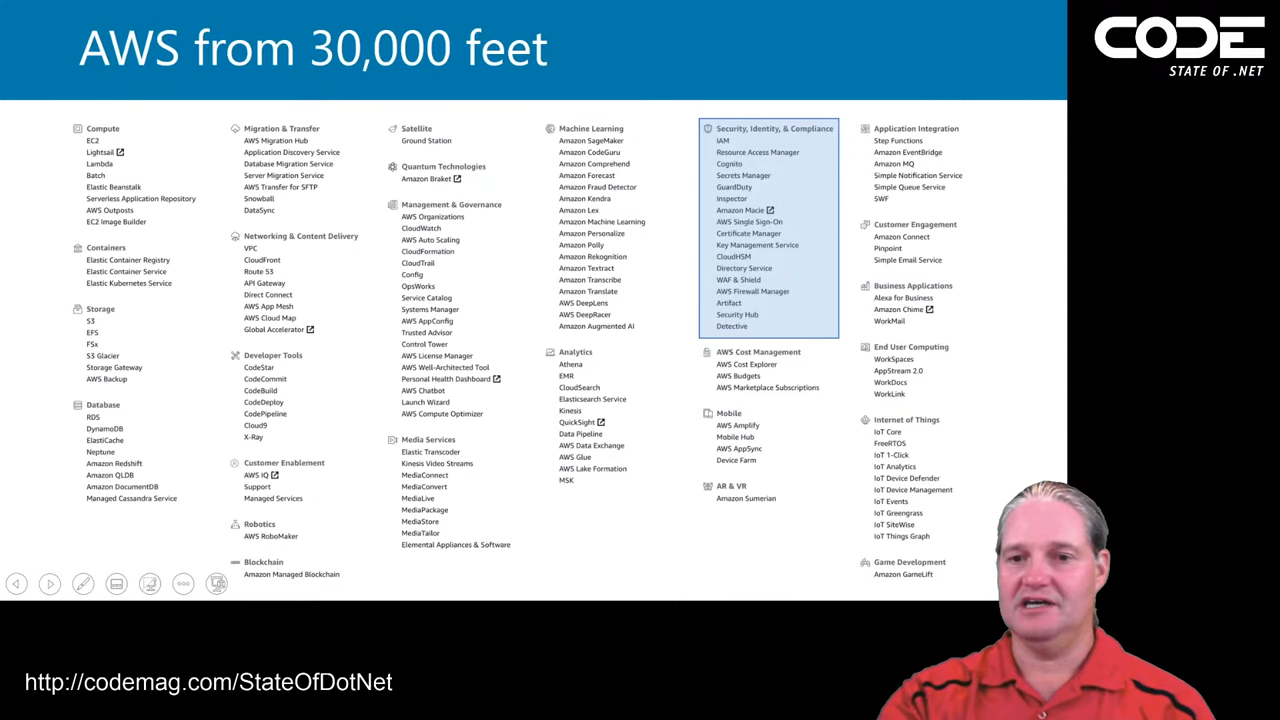 AWS from 30,000 feet
CODE
STATE OF .NET
Compute
EC2
Lightsail
Lambda
Batch
Elastic Beanstalk
Serverless Application Repository
AWS Outposts
EC2 Image Builder
Containers
Elastic Container Registry
Elastic Container Service
Elastic Kubernetes Service
Storage
S3
EFS
FSx
S3 Glacier
Storage Gateway
AWS Backup
Database
RDS
DynamoDB
ElastiCache
Neptune
Amazon Redshift
Amazon QLDB
Amazon DocumentDB
Managed Cassandra Service
Migration & Transfer
AWS Migration Hub
Application Discovery Service
Database Migration Service
Server Migration Service
AWS Transfer for SFTP
Snowball
DataSync
Networking & Content Delivery
VPC
CloudFront
Route 53
API Gateway
Direct Connect
AWS App Mesh
AWS Cloud Map
Global Accelerator
Developer Tools
CodeStar
CodeCommit
CodeBuild
CodeDeploy
CodePipeline
Cloud9
X-Ray
Customer Enablement
AWS IQ
Support
Managed Services
Robotics
AWS RoboMaker
Blockchain
Amazon Managed Blockchain
Satellite
Ground Station
Quantum Technologies
Amazon Braket
Management & Governance
AWS Organizations
CloudWatch
AWS Auto Scaling
CloudFormation
CloudTrail
Config
OpsWorks
Service Catalog
Systems Manager
AWS AppConfig
Trusted Advisor
Control Tower
AWS License Manager
AWS Well-Architected Tool
Personal Health Dashboard
AWS Chatbot
Launch Wizard
AWS Compute Optimizer
Media Services
Elastic Transcoder
Kinesis Video Streams
MediaConnect
MediaConvert
MediaLive
MediaPackage
MediaStore
MediaTailor
Elemental Appliances & Software
Machine Learning
Amazon SageMaker
Amazon CodeGuru
Amazon Comprehend
Amazon Forecast
Amazon Fraud Detector
Amazon Kendra
Amazon Lex
Amazon Machine Learning
Amazon Personalize
Amazon Polly
Amazon Rekognition
Amazon Textract
Amazon Transcribe
Amazon Translate
AWS DeepLens
AWS DeepRacer
Amazon Augmented AI
Analytics
Athena
EMR
CloudSearch
Elasticsearch Service
Kinesis
QuickSight
Data Pipeline
AWS Data Exchange
AWS Glue
AWS Lake Formation
MSK
Security, Identity, & Compliance
IAM
Resource Access Manager
Cognito
Secrets Manager
GuardDuty
Inspector
Amazon Macie
AWS Single Sign-On
Certificate Manager
Key Management Service
CloudHSM
Directory Service
WAF & Shield
AWS Firewall Manager
Artifact
Security Hub
Detective
AWS Cost Management
AWS Cost Explorer
AWS Budgets
AWS Marketplace Subscriptions
Mobile
AWS Amplify
Mobile Hub
AWS AppSync
Device Farm
AR & VR
Amazon Sumerian
Application Integration
Step Functions
Amazon EventBridge
Amazon MQ
Simple Notification Service
Simple Queue Service
SWF
Customer Engagement
Amazon Connect
Pinpoint
Simple Email Service
Business Applications
Alexa for Business
Amazon Chime
WorkMail
End User Computing
WorkSpaces
AppStream 2.0
WorkDocs
WorkLink
Internet of Things
IoT Core
FreeRTOS
IoT 1-Click
IoT Analytics
IoT Device Defender
IoT Device Management
IoT Events
IoT Greengrass
IoT SiteWise
IoT Things Graph
Game Development
Amazon GameLift
http://codemag.com/StateOfDotNet